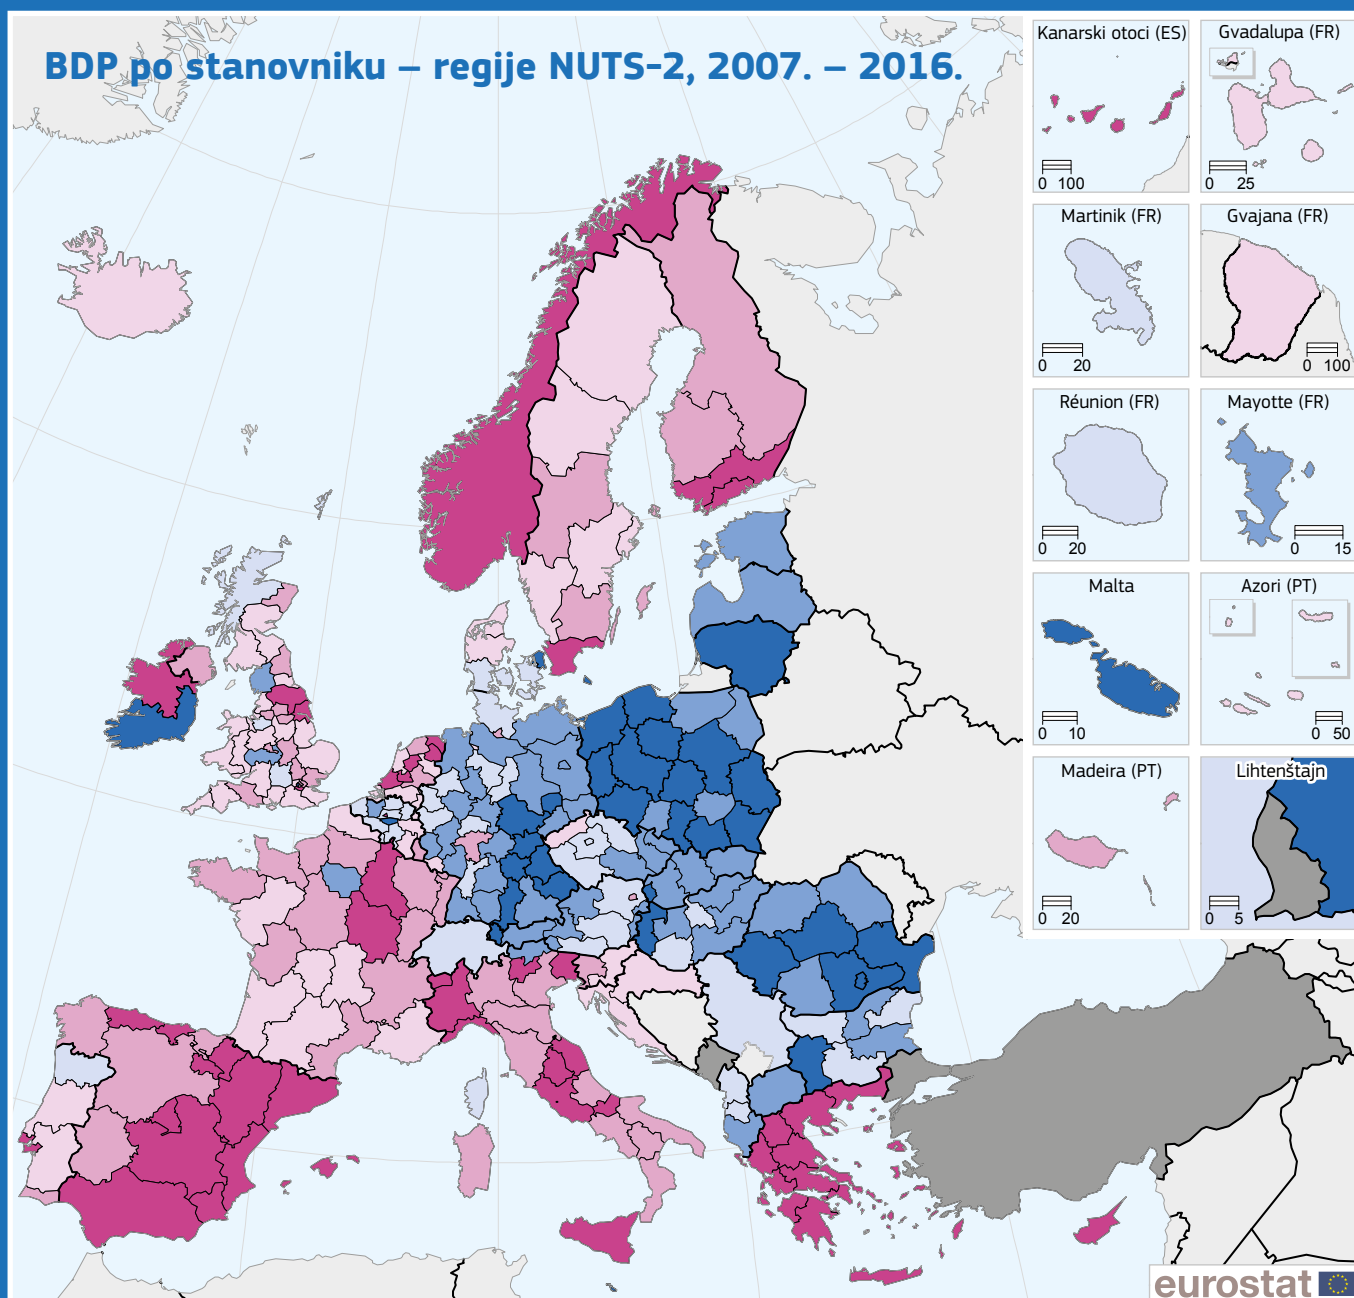 BDP po stanovniku – regije NUTS-2, 2007. – 2016.
Kanarski otoci (ES)
0 100
Gvadalupa (FR)
0 25
Martinik (FR)
0 20
Gvajana (FR)
0 100
Réunion (FR)
0 20
Mayotte (FR)
0 15
Malta
0 10
Azori (PT)
0 50
Madeira (PT)
0 20
Lihtenštajn
0 5
eurostat